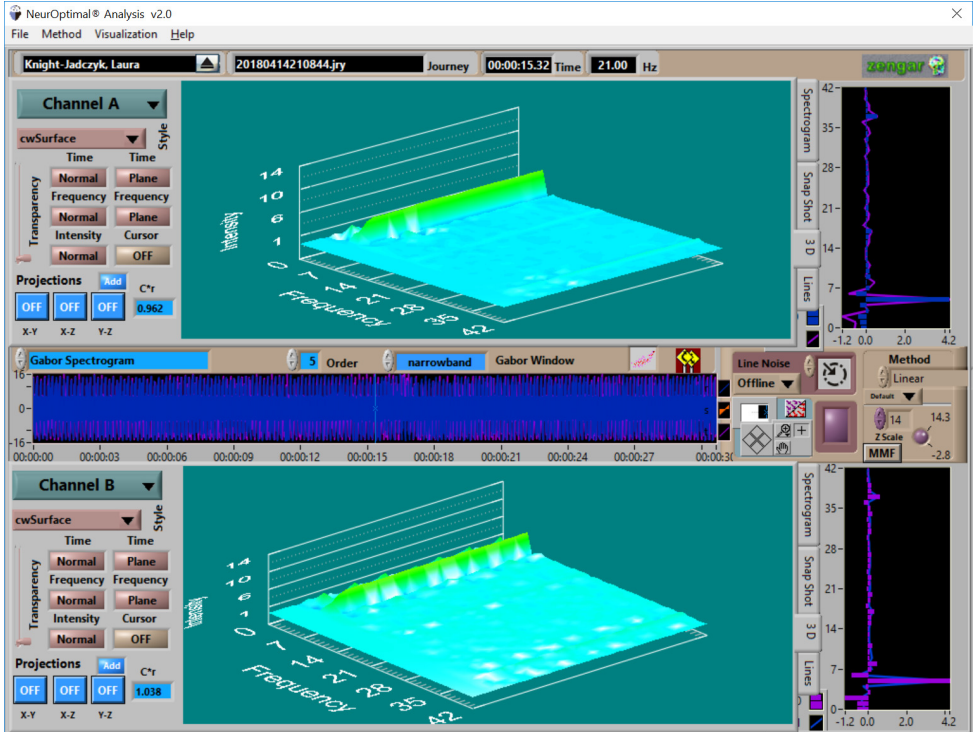 NeurOptimal® Analysis v2.0
File Method Visualization Help
Knight-Jadczyk, Laura 20180414210844.jry Journey 00:00:15.32 Time 21.00 Hz zengar
Channel A
cwSurface Style
Transparency
Time Time
Normal Plane
Frequency Frequency
Normal Plane
Intensity Cursor
Normal OFF
Projections Add C*r
OFF OFF OFF 0.962
X-Y X-Z Y-Z
14
10
6
1
Intensity
0 7 14 21 28 35 42
Frequency
Spectrogram
Snap Shot
3 D
Lines
42
35
28
21
14
7
0
-1.2 0.0 2.0 4.2
Gabor Spectrogram 5 Order narrowband Gabor Window
16
0
-16
00:00:00 00:00:03 00:00:06 00:00:09 00:00:12 00:00:15 00:00:18 00:00:21 00:00:24 00:00:27 00:00:30
Line Noise
Offline
Method
Linear
Default
14 14.3
Z Scale
MMF -2.8
Channel B
cwSurface Style
Transparency
Time Time
Normal Plane
Frequency Frequency
Normal Plane
Intensity Cursor
Normal OFF
Projections Add C*r
OFF OFF OFF 1.038
X-Y X-Z Y-Z
14
10
6
1
Intensity
0 7 14 21 28 35 42
Frequency
Spectrogram
Snap Shot
3 D
Lines
42
35
28
21
14
7
0
-1.2 0.0 2.0 4.2